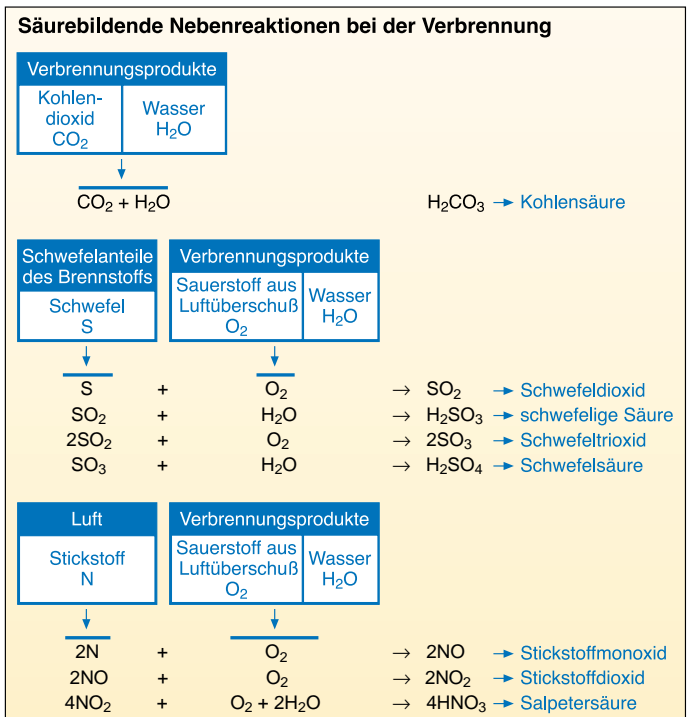 Säurebildende Nebenreaktionen bei der Verbrennung
Verbrennungsprodukte
Kohlen-
dioxid
CO₂
Wasser
H₂O
CO₂ + H₂O H₂CO₃ → Kohlensäure
Schwefelanteile
des Brennstoffs
Schwefel
S
Verbrennungsprodukte
Sauerstoff aus
Luftüberschuß
O₂
Wasser
H₂O
S + O₂ → SO₂ → Schwefeldioxid
SO₂ + H₂O → H₂SO₃ → schwefelige Säure
2SO₂ + O₂ → 2SO₃ → Schwefeltrioxid
SO₃ + H₂O → H₂SO₄ → Schwefelsäure
Luft
Stickstoff
N
Verbrennungsprodukte
Sauerstoff aus
Luftüberschuß
O₂
Wasser
H₂O
2N + O₂ → 2NO → Stickstoffmonoxid
2NO + O₂ → 2NO₂ → Stickstoffdioxid
4NO₂ + O₂ + 2H₂O → 4HNO₃ → Salpetersäure